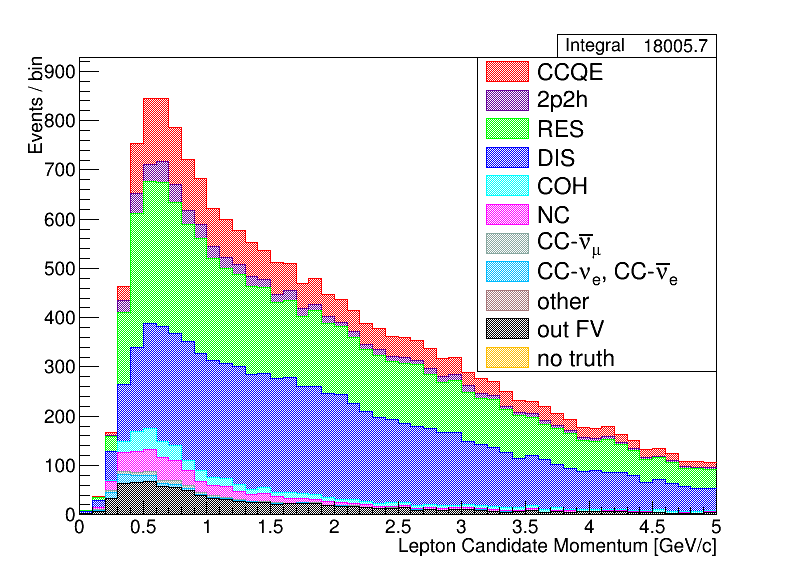 Integral 18005.7
Events / bin
900
800
700
600
500
400
300
200
100
0
CCQE
2p2h
RES
DIS
COH
NC
CC-ν̅μ
CC-νe, CC-ν̅e
other
out FV
no truth
0 0.5 1 1.5 2 2.5 3 3.5 4 4.5 5
Lepton Candidate Momentum [GeV/c]